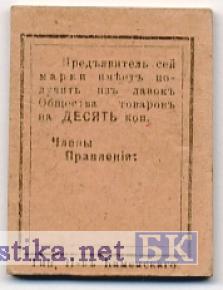 Предъявитель сей
марки имѣетъ по-
лучить изъ лавокъ
Общества товаровъ
на ДЕСЯТЬ коп.
Члены
Правленія:
stika.net БК